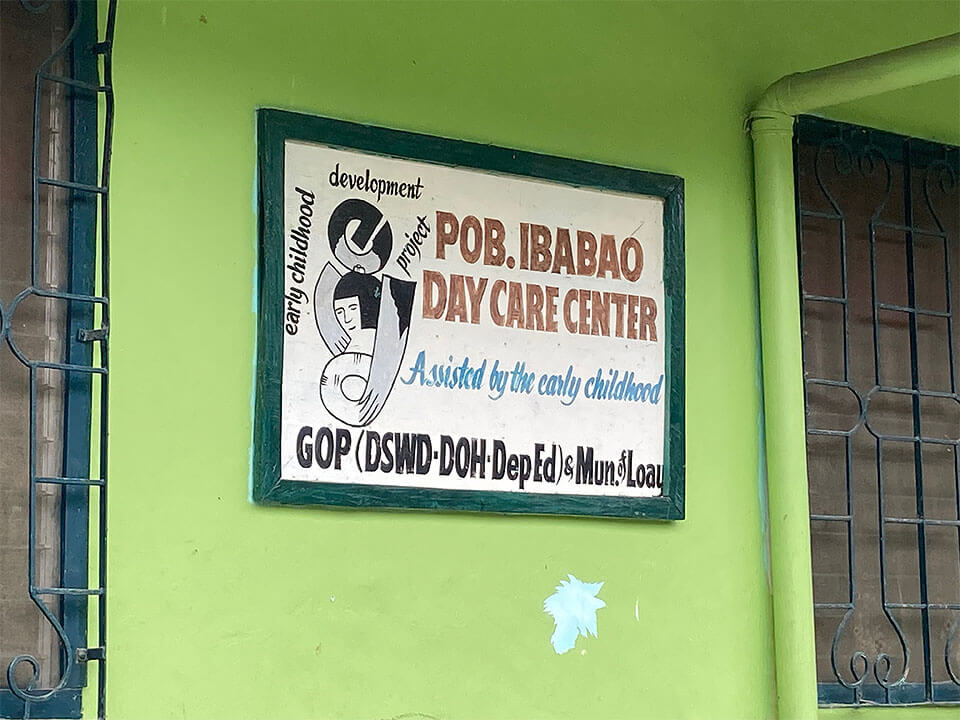 early childhood
development
project
POB. IBABAO
DAY CARE CENTER
Assisted by the early childhood
GOP (DSWD-DOH-DepEd) & Mun. of Loay